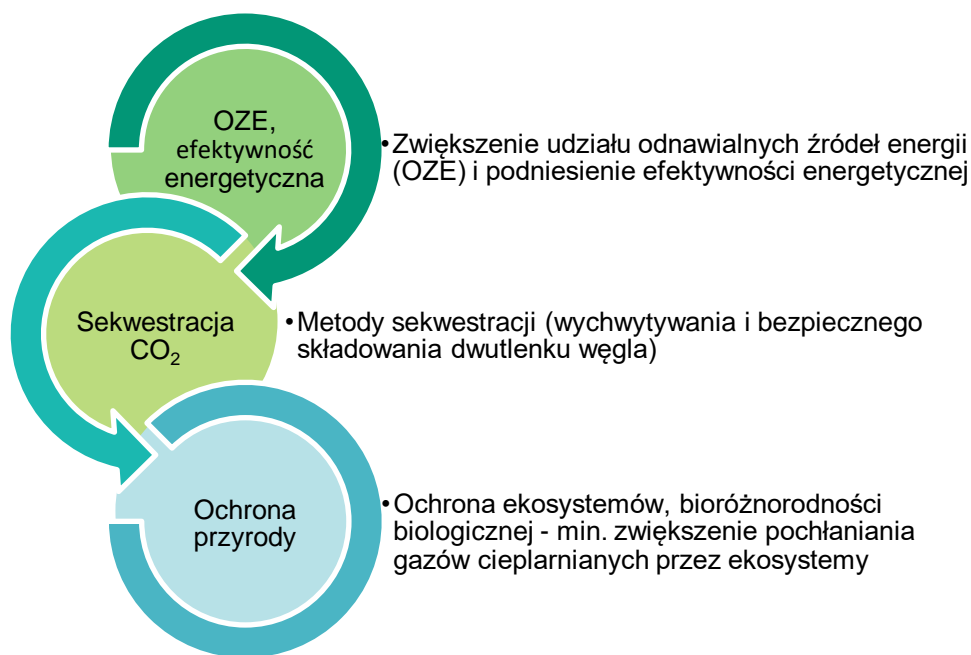 OZE,
efektywność
energetyczna
•Zwiększenie udziału odnawialnych źródeł energii
(OZE) i podniesienie efektywności energetycznej
Sekwestracja
CO₂
•Metody sekwestracji (wychwytywania i bezpiecznego
składowania dwutlenku węgla)
Ochrona
przyrody
•Ochrona ekosystemów, bioróżnorodności
biologicznej - min. zwiększenie pochłaniania
gazów cieplarnianych przez ekosystemy